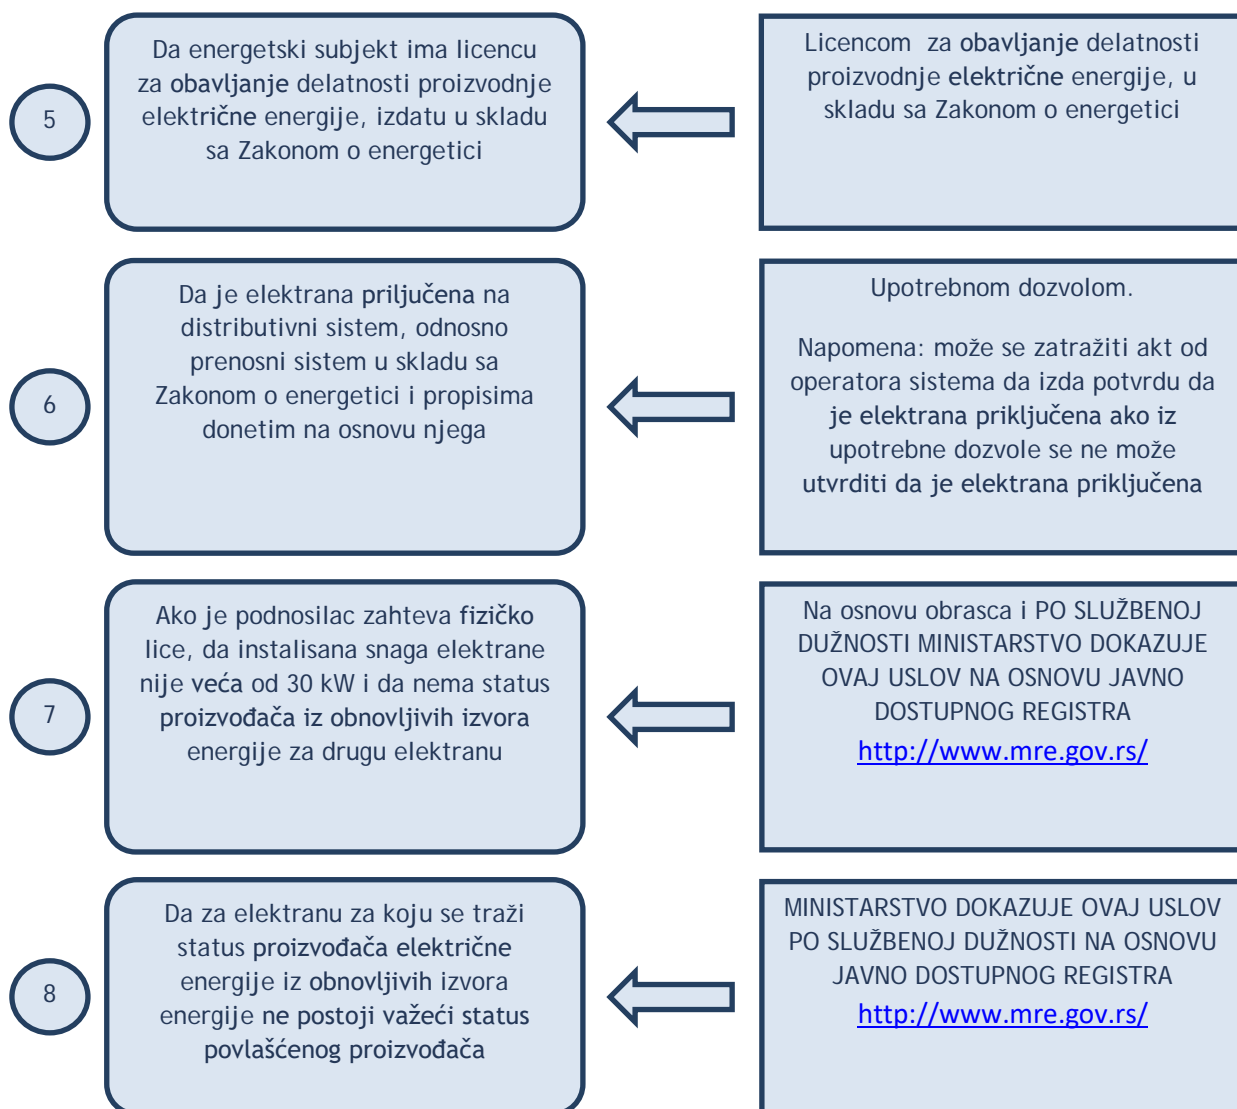 5
Da energetski subjekt ima licencu
za obavljanje delatnosti proizvodnje
električne energije, izdatu u skladu
sa Zakonom o energetici
Licencom za obavljanje delatnosti
proizvodnje električne energije, u
skladu sa Zakonom o energetici
6
Da je elektrana priljučena na
distributivni sistem, odnosno
prenosni sistem u skladu sa
Zakonom o energetici i propisima
donetim na osnovu njega
Upotrebnom dozvolom.
Napomena: može se zatražiti akt od
operatora sistema da izda potvrdu da
je elektrana priključena ako iz
upotrebne dozvole se ne može
utvrditi da je elektrana priključena
7
Ako je podnosilac zahteva fizičko
lice, da instalisana snaga elektrane
nije veća od 30 kW i da nema status
proizvođača iz obnovljivih izvora
energije za drugu elektranu
Na osnovu obrasca i PO SLUŽBENOJ
DUŽNOSTI MINISTARSTVO DOKAZUJE
OVAJ USLOV NA OSNOVU JAVNO
DOSTUPNOG REGISTRA
http://www.mre.gov.rs/
8
Da za elektranu za koju se traži
status proizvođača električne
energije iz obnovljivih izvora
energije ne postoji važeći status
povlašćenog proizvođača
MINISTARSTVO DOKAZUJE OVAJ USLOV
PO SLUŽBENOJ DUŽNOSTI NA OSNOVU
JAVNO DOSTUPNOG REGISTRA
http://www.mre.gov.rs/